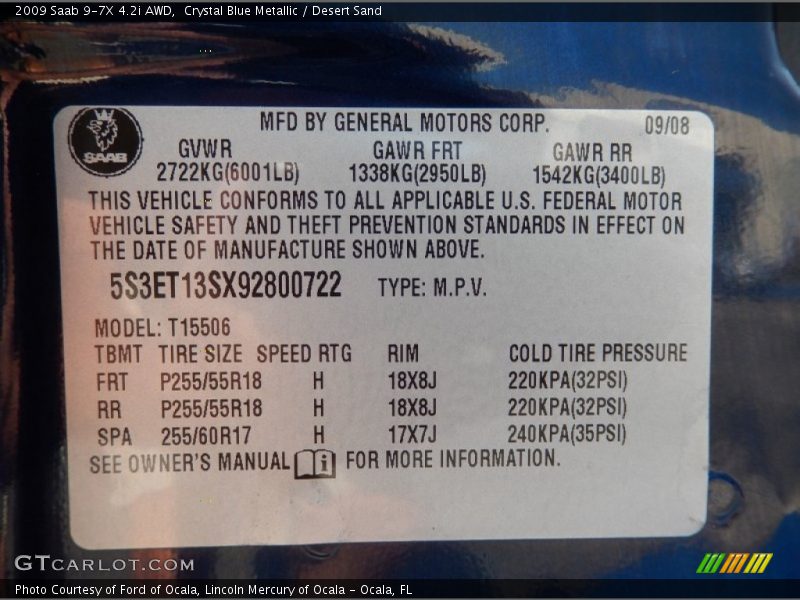 2009 Saab 9-7X 4.2i AWD,  Crystal Blue Metallic / Desert Sand
SAAB
MFD BY GENERAL MOTORS CORP. 09/08
GVWR GAWR FRT GAWR RR
2722KG(6001LB) 1338KG(2950LB) 1542KG(3400LB)
THIS VEHICLE CONFORMS TO ALL APPLICABLE U.S. FEDERAL MOTOR
VEHICLE SAFETY AND THEFT PREVENTION STANDARDS IN EFFECT ON
THE DATE OF MANUFACTURE SHOWN ABOVE.
5S3ET13SX92800722 TYPE: M.P.V.
MODEL: T15506
TBMT TIRE SIZE SPEED RTG RIM COLD TIRE PRESSURE
FRT P255/55R18 H 18X8J 220KPA(32PSI)
RR P255/55R18 H 18X8J 220KPA(32PSI)
SPA 255/60R17 H 17X7J 240KPA(35PSI)
SEE OWNER'S MANUAL i FOR MORE INFORMATION.
GTCARLOT.COM
Photo Courtesy of Ford of Ocala, Lincoln Mercury of Ocala - Ocala, FL